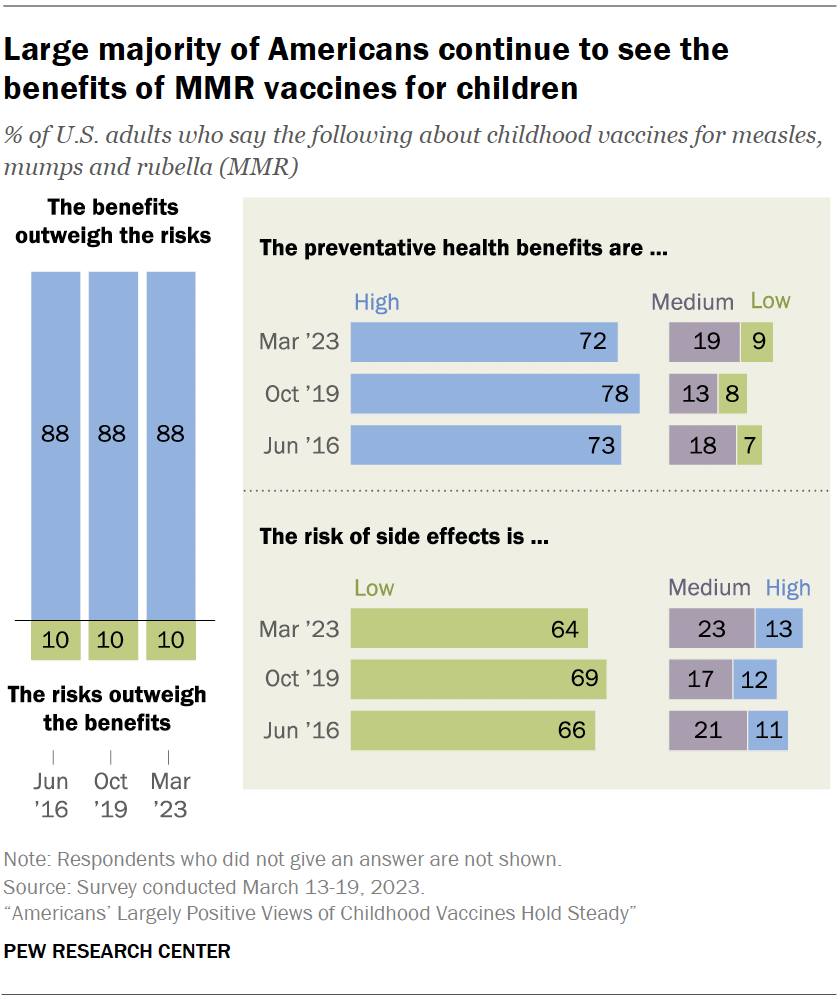 Large majority of Americans continue to see the
benefits of MMR vaccines for children
% of U.S. adults who say the following about childhood vaccines for measles,
mumps and rubella (MMR)
The benefits
outweigh the risks
88 88 88
10 10 10
The risks outweigh
the benefits
Jun Oct Mar
’16 ’19 ’23
The preventative health benefits are ...
High Medium Low
Mar ’23 72 19 9
Oct ’19 78 13 8
Jun ’16 73 18 7
The risk of side effects is ...
Low Medium High
Mar ’23 64 23 13
Oct ’19 69 17 12
Jun ’16 66 21 11
Note: Respondents who did not give an answer are not shown.
Source: Survey conducted March 13-19, 2023.
“Americans’ Largely Positive Views of Childhood Vaccines Hold Steady”
PEW RESEARCH CENTER